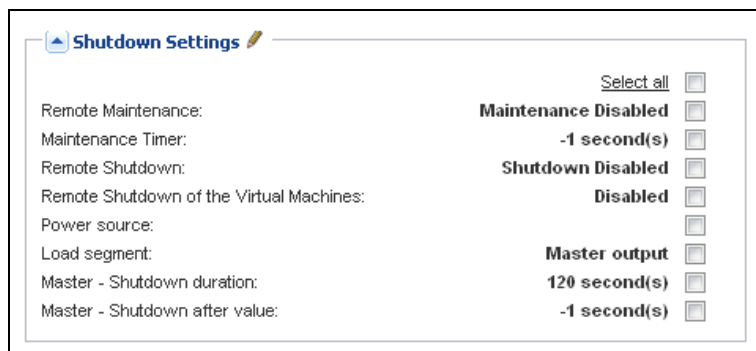 Shutdown Settings
Select all
Remote Maintenance: Maintenance Disabled
Maintenance Timer: -1 second(s)
Remote Shutdown: Shutdown Disabled
Remote Shutdown of the Virtual Machines: Disabled
Power source:
Load segment: Master output
Master - Shutdown duration: 120 second(s)
Master - Shutdown after value: -1 second(s)